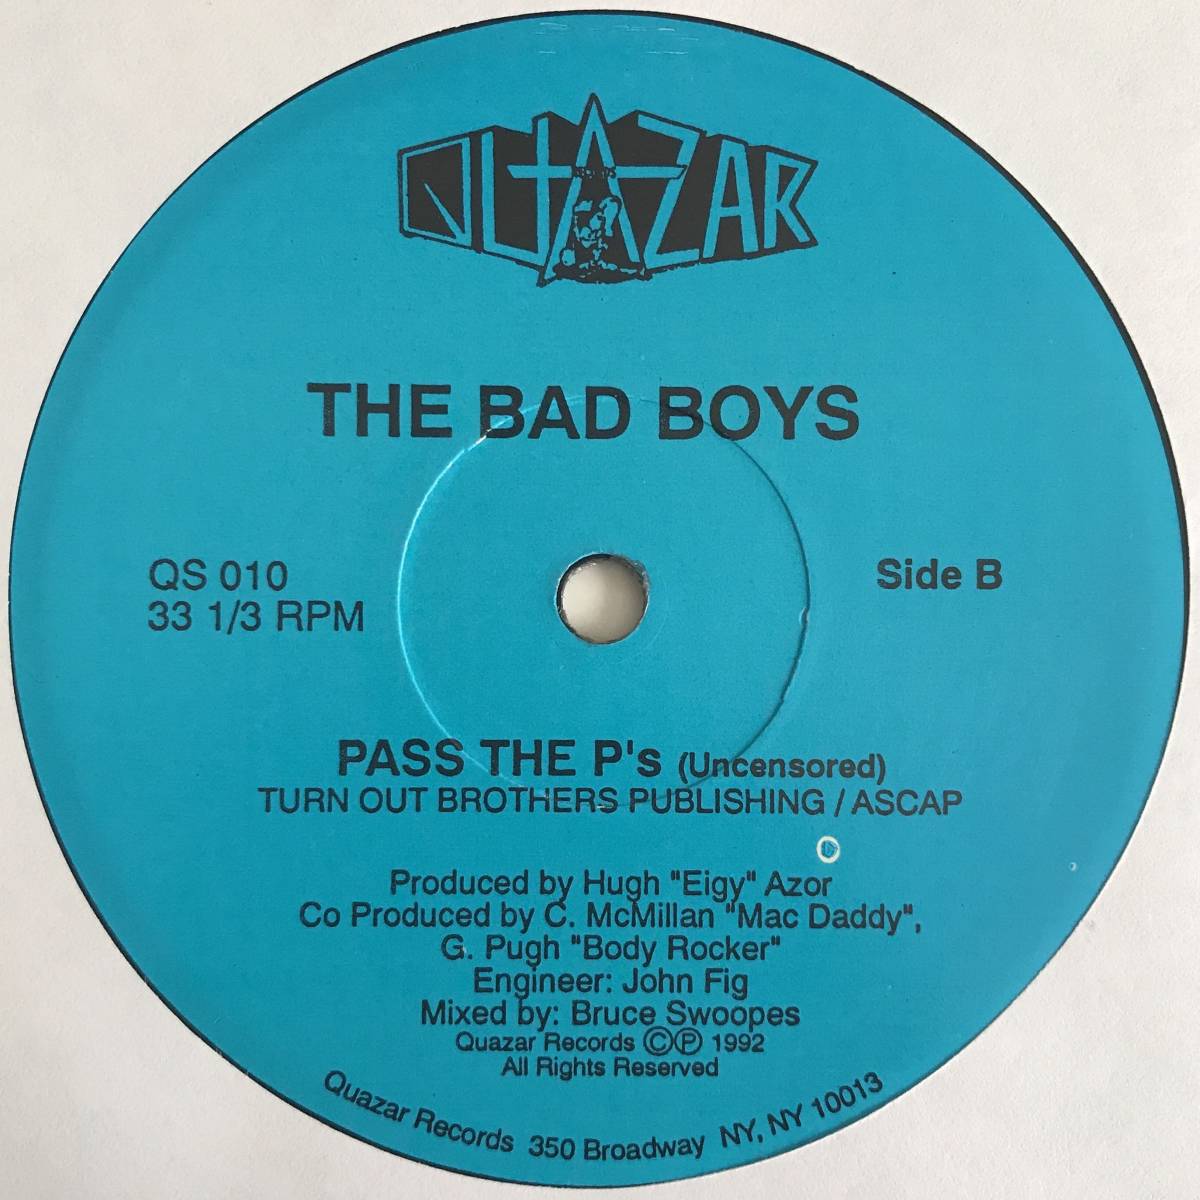 QUAZAR
THE BAD BOYS
QS 010
33 1/3 RPM
Side B
PASS THE P's (Uncensored)
TURN OUT BROTHERS PUBLISHING / ASCAP
Produced by Hugh "Eigy" Azor
Co Produced by C. McMillan "Mac Daddy",
G. Pugh "Body Rocker"
Engineer: John Fig
Mixed by: Bruce Swoopes
Quazar Records ©℗ 1992
All Rights Reserved
Quazar Records 350 Broadway NY, NY 10013